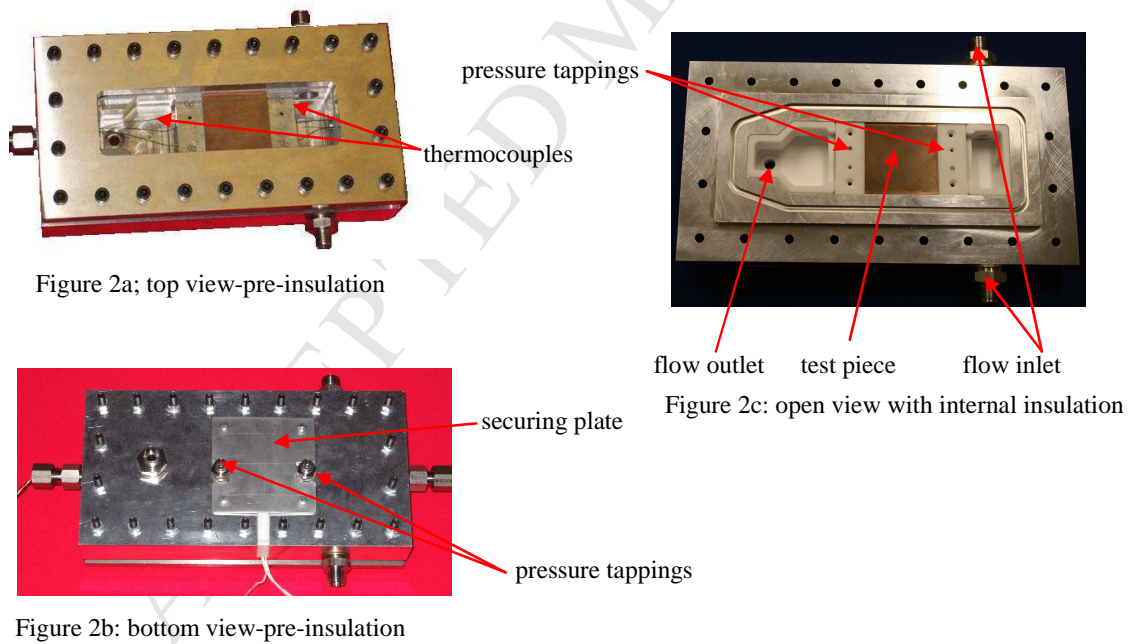 pressure tappings
thermocouples
Figure 2a; top view-pre-insulation
flow outlet
test piece
flow inlet
Figure 2c: open view with internal insulation
securing plate
pressure tappings
Figure 2b: bottom view-pre-insulation
EPTED M